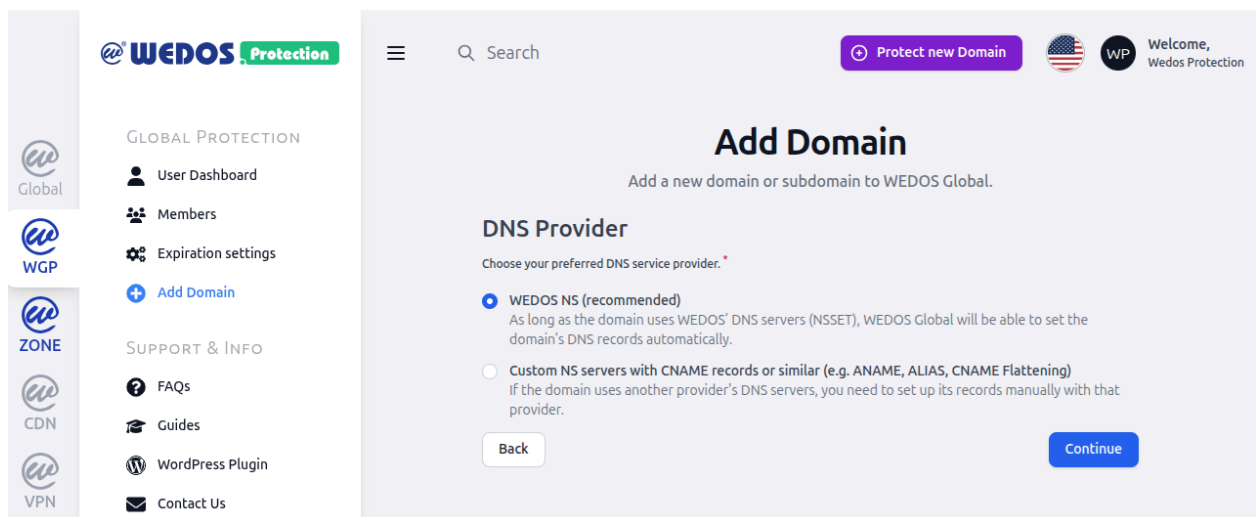 WEDOS Protection
Search
Protect new Domain
WP
Welcome,
Wedos Protection
Global
WGP
ZONE
CDN
VPN
Global Protection
User Dashboard
Members
Expiration settings
Add Domain
Support & Info
FAQs
Guides
WordPress Plugin
Contact Us
Add Domain
Add a new domain or subdomain to WEDOS Global.
DNS Provider
Choose your preferred DNS service provider. *
WEDOS NS (recommended)
As long as the domain uses WEDOS' DNS servers (NSSET), WEDOS Global will be able to set the
domain's DNS records automatically.
Custom NS servers with CNAME records or similar (e.g. ANAME, ALIAS, CNAME Flattening)
If the domain uses another provider's DNS servers, you need to set up its records manually with that
provider.
Back
Continue